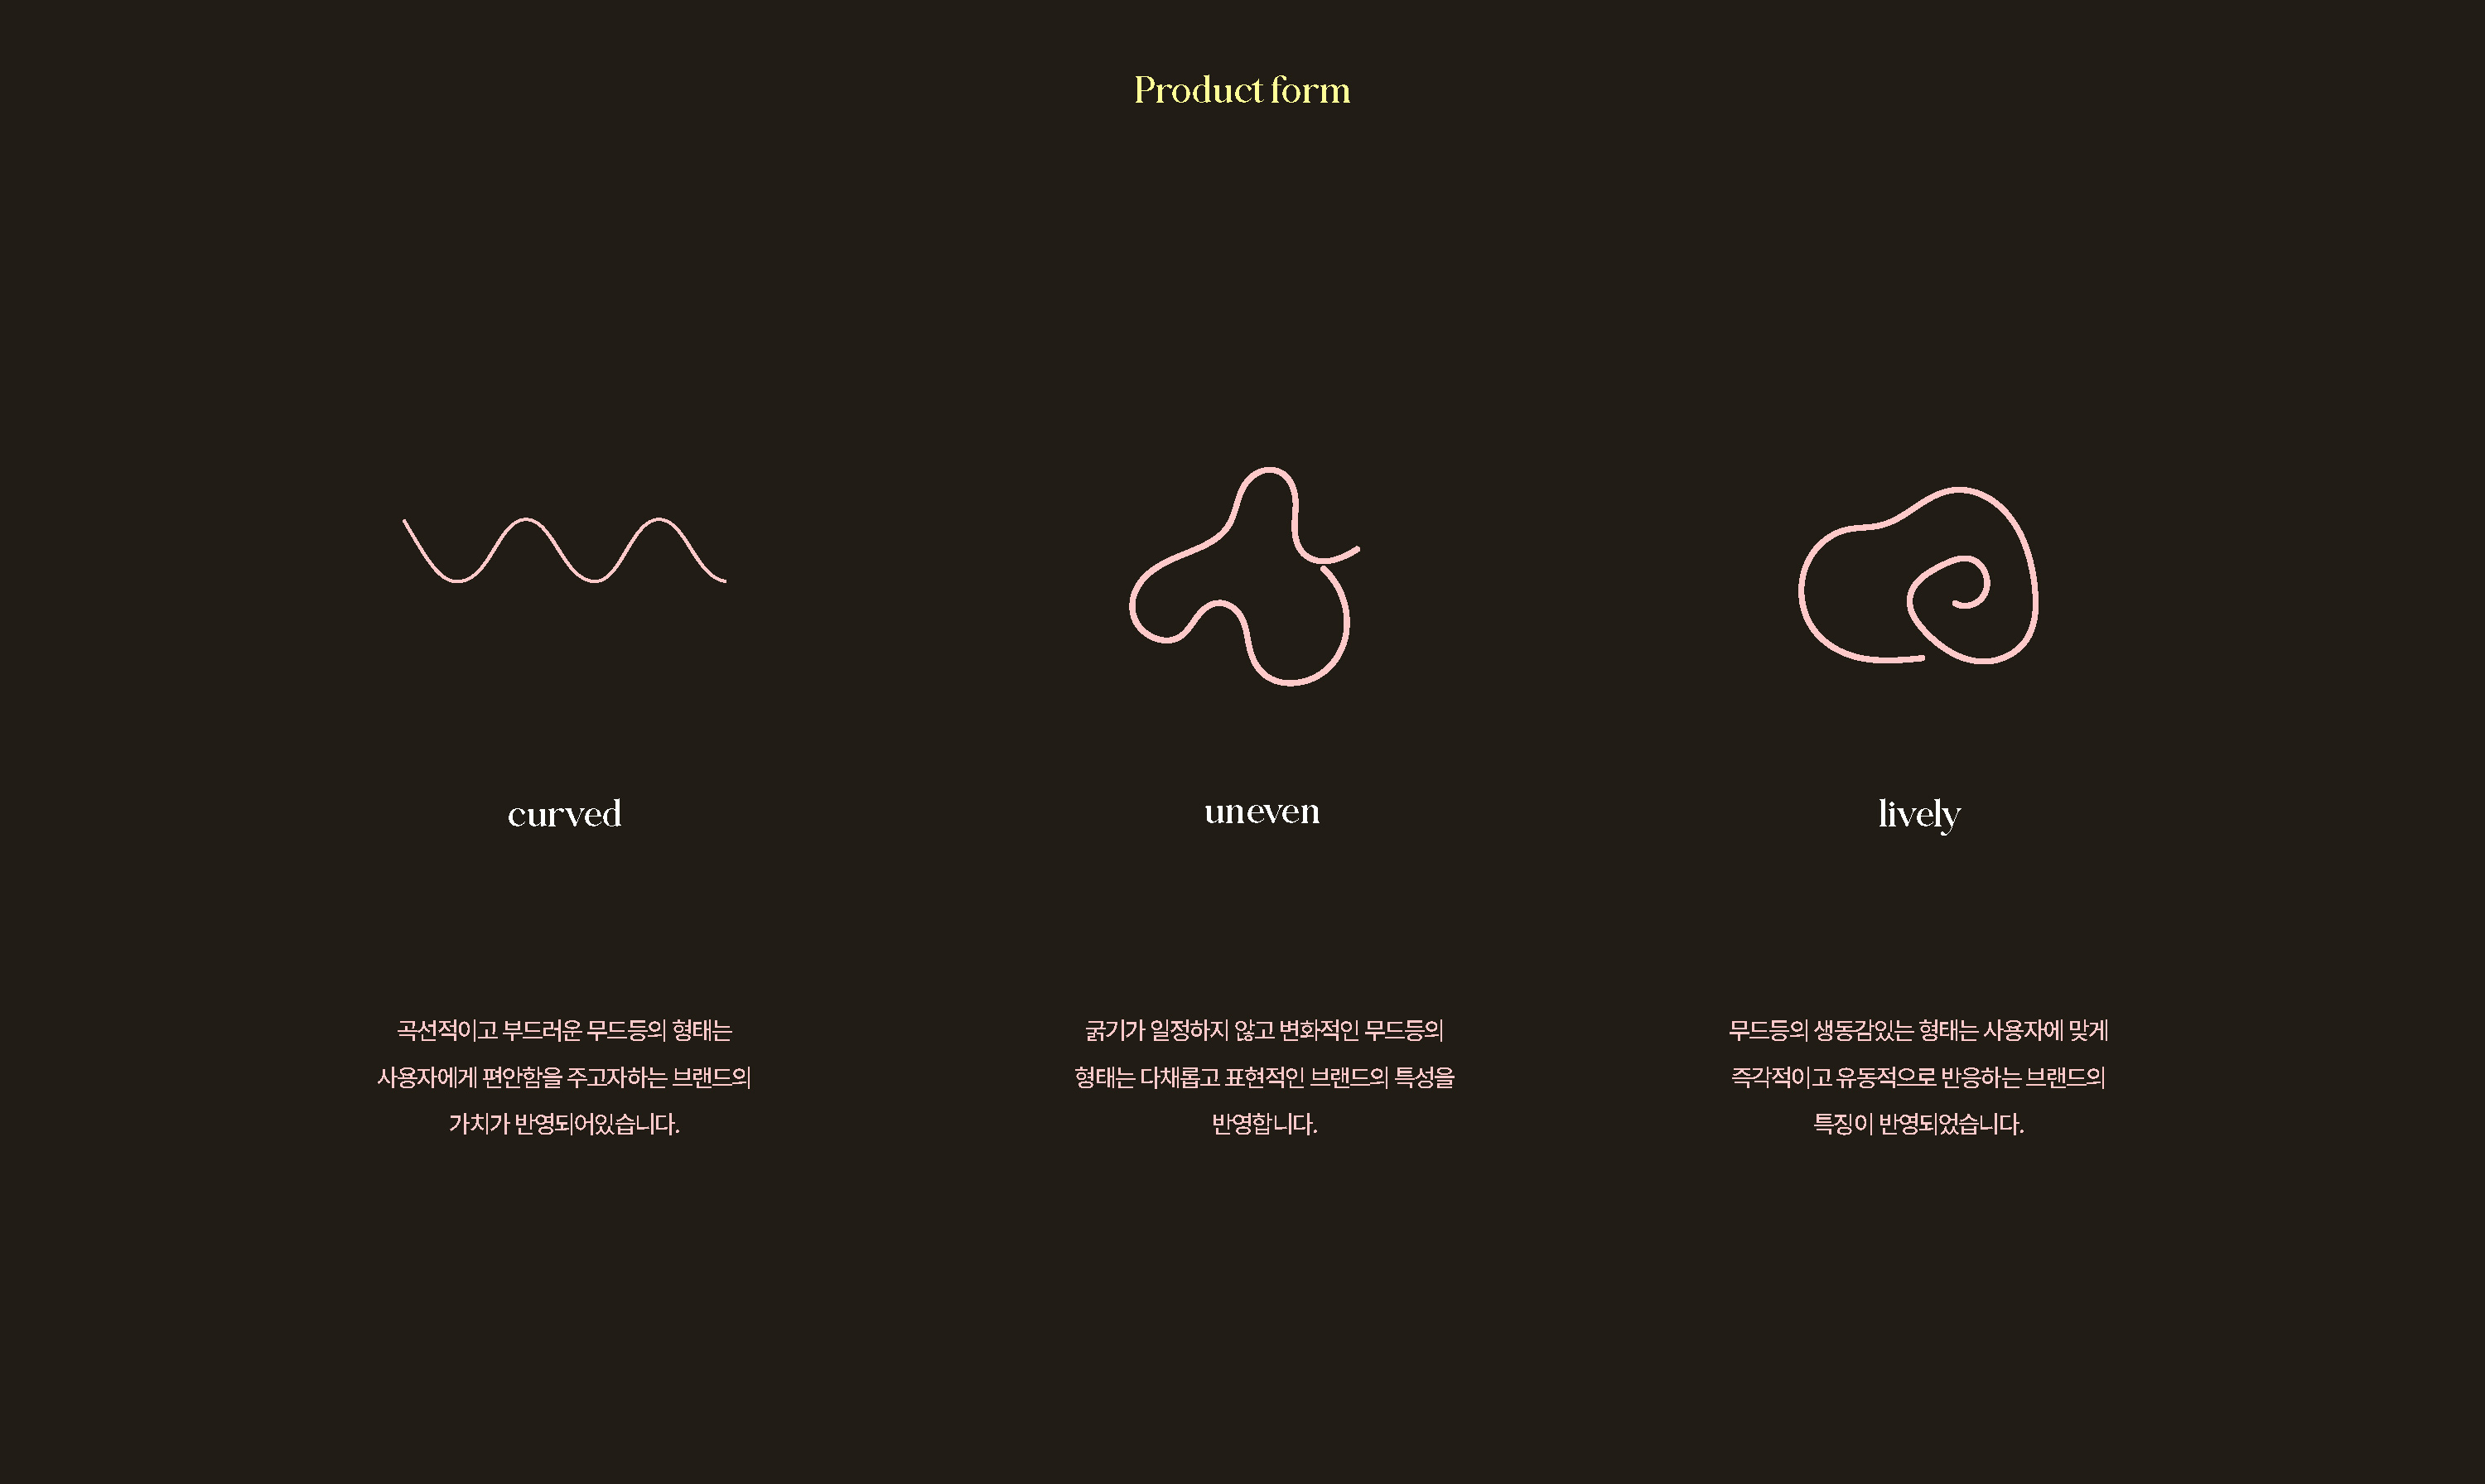 Product form
curved
곡선적이고 부드러운 무드등의 형태는
사용자에게 편안함을 주고자하는 브랜드의
가치가 반영되어있습니다.
uneven
굵기가 일정하지 않고 변화적인 무드등의
형태는 다채롭고 표현적인 브랜드의 특성을
반영합니다.
lively
무드등의 생동감있는 형태는 사용자에 맞게
즉각적이고 유동적으로 반응하는 브랜드의
특징이 반영되었습니다.